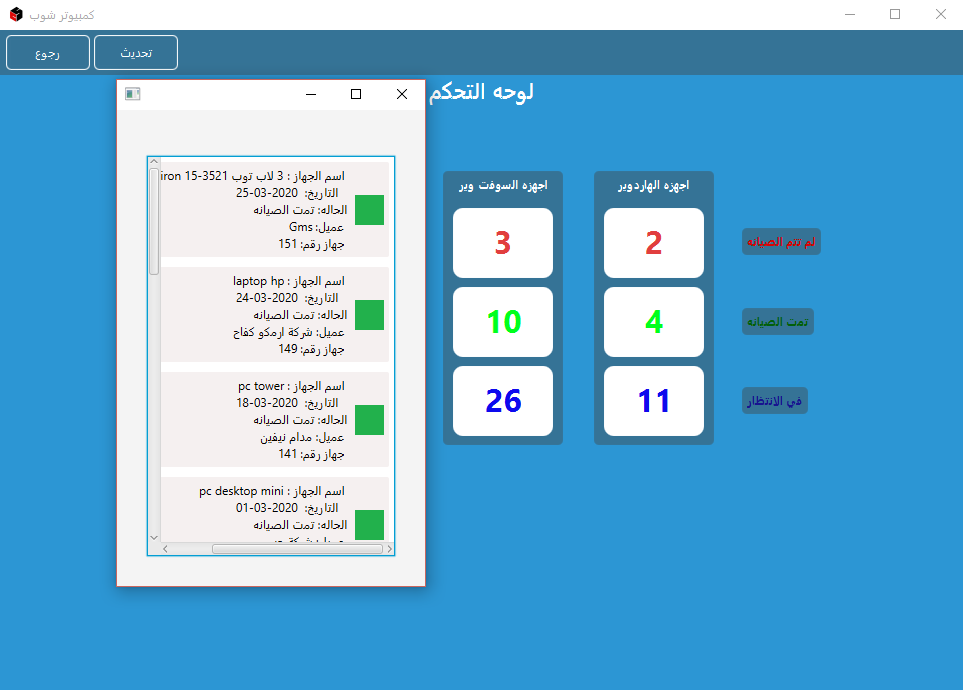 كمبيوتر شوب
رجوع
تحديث
لوحه التحكم
اجهزه الهاردوير
اجهزه السوفت وير
لم تتم الصيانه
2
3
تمت الصيانه
4
10
في الانتظار
11
26
اسم الجهاز : 3 لاب توب iron 15-3521
التاريخ: 2020-03-25
الحاله: تمت الصيانه
عميل: Gms
جهاز رقم: 151
اسم الجهاز : laptop hp
التاريخ: 2020-03-24
الحاله: تمت الصيانه
عميل: شركة ارمكو كفاح
جهاز رقم: 149
اسم الجهاز : pc tower
التاريخ: 2020-03-18
الحاله: تمت الصيانه
عميل: مدام نيفين
جهاز رقم: 141
اسم الجهاز : pc desktop mini
التاريخ: 2020-03-01
الحاله: تمت الصيانه